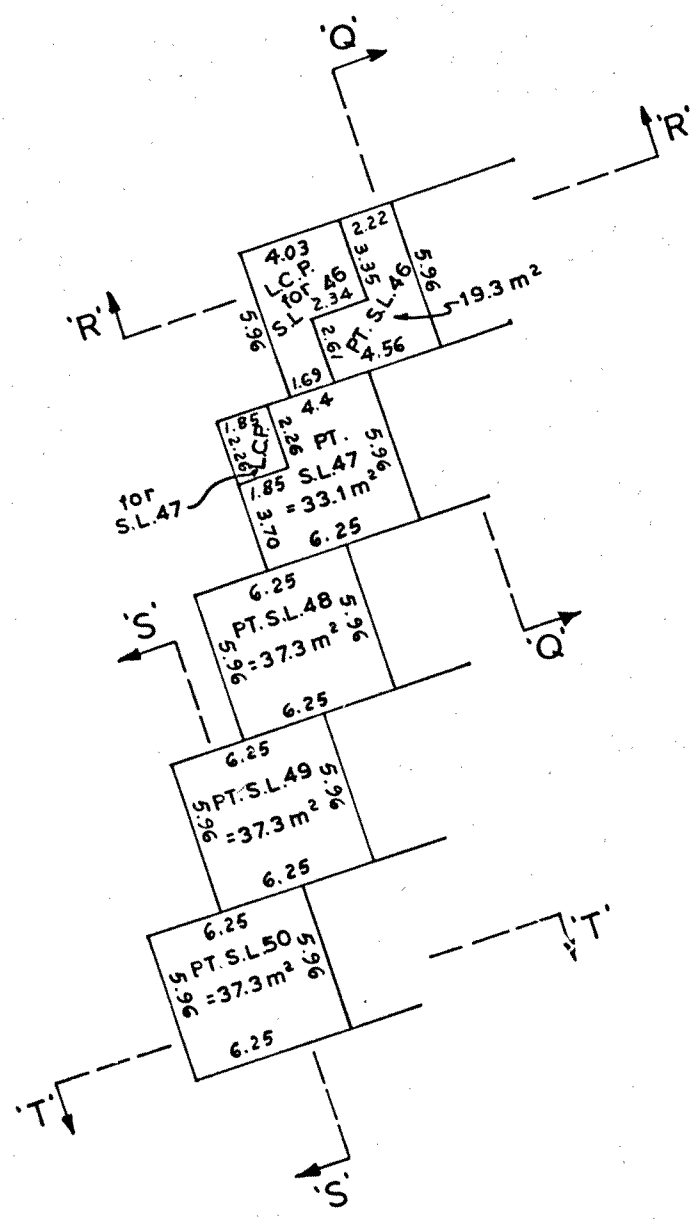 'Q'
'R'
4.03
2.22
L.C.P.
for
S.L. 46
3.35
5.96
2.34
PT. S.L.46
19.3 m²
'R'
5.96
2.61
4.56
1.69
4.4
1.85
2.26
L.C.P.
2.26
PT.
S.L.47
= 33.1 m²
5.96
for
S.L.47
1.85
3.70
6.25
6.25
PT. S.L.48
= 37.3 m²
5.96
5.96
'S'
'Q'
6.25
6.25
PT. S.L.49
= 37.3 m²
5.96
5.96
6.25
6.25
PT. S.L.50
= 37.3 m²
5.96
5.96
'T'
6.25
'T'
'S'